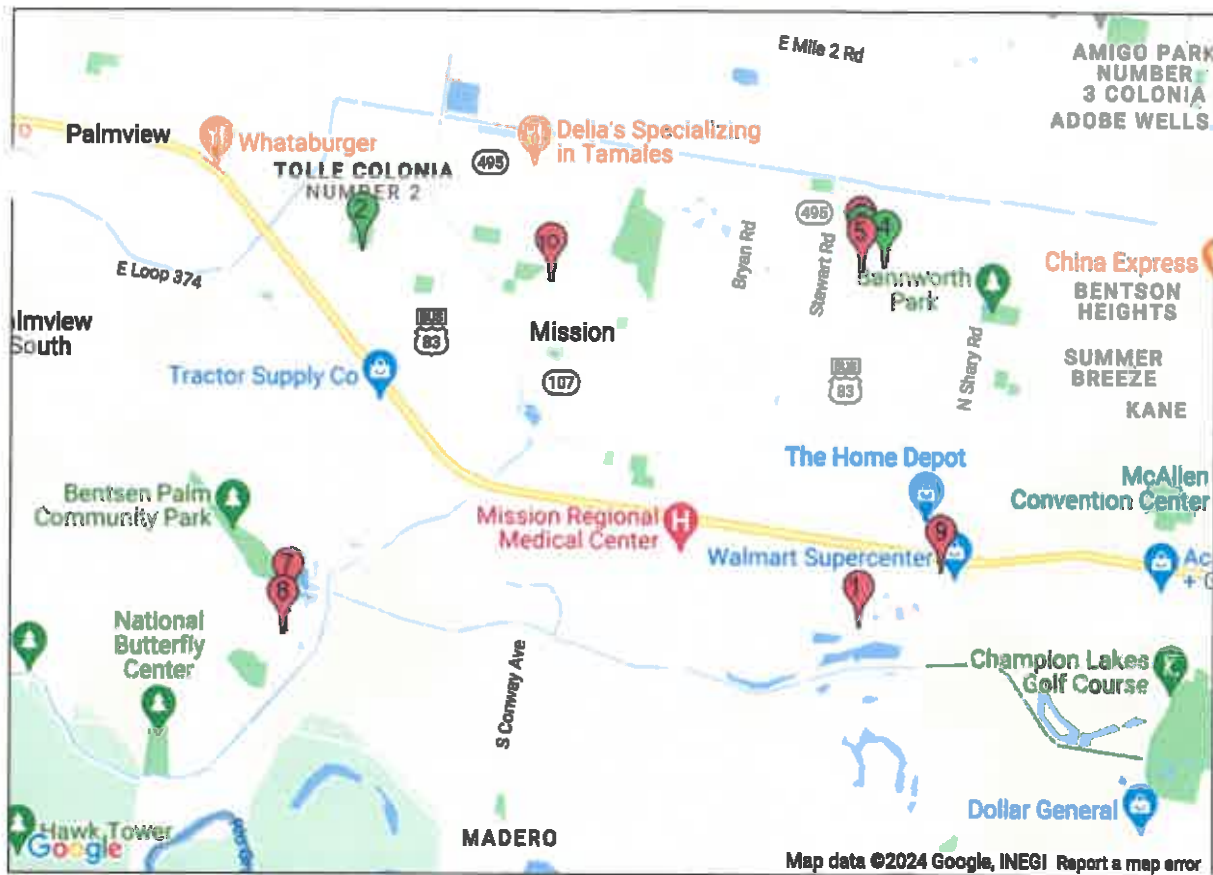 E Mile 2 Rd
AMIGO PARK
NUMBER
3 COLONIA
ADOBE WELLS
Palmview
Whataburger
Delia's Specializing
in Tamales
TOLLE COLONIA
NUMBER 2
495
2
10
495
5
4
Bryan Rd
Stewart Rd
E Loop 374
Bannworth
Park
China Express
BENTSON
HEIGHTS
lmview
South
83
Mission
N Shary Rd
SUMMER
BREEZE
Tractor Supply Co
107
83
KANE
The Home Depot
McAllen
Convention Center
Bentsen Palm
Community Park
Mission Regional
Medical Center
H
9
Walmart Supercenter
Ac
7
8
1
National
Butterfly
Center
S Conway Ave
Champion Lakes
Golf Course
Dollar General
Hawk Tower
Google
MADERO
Map data ©2024 Google, INEGI Report a map error